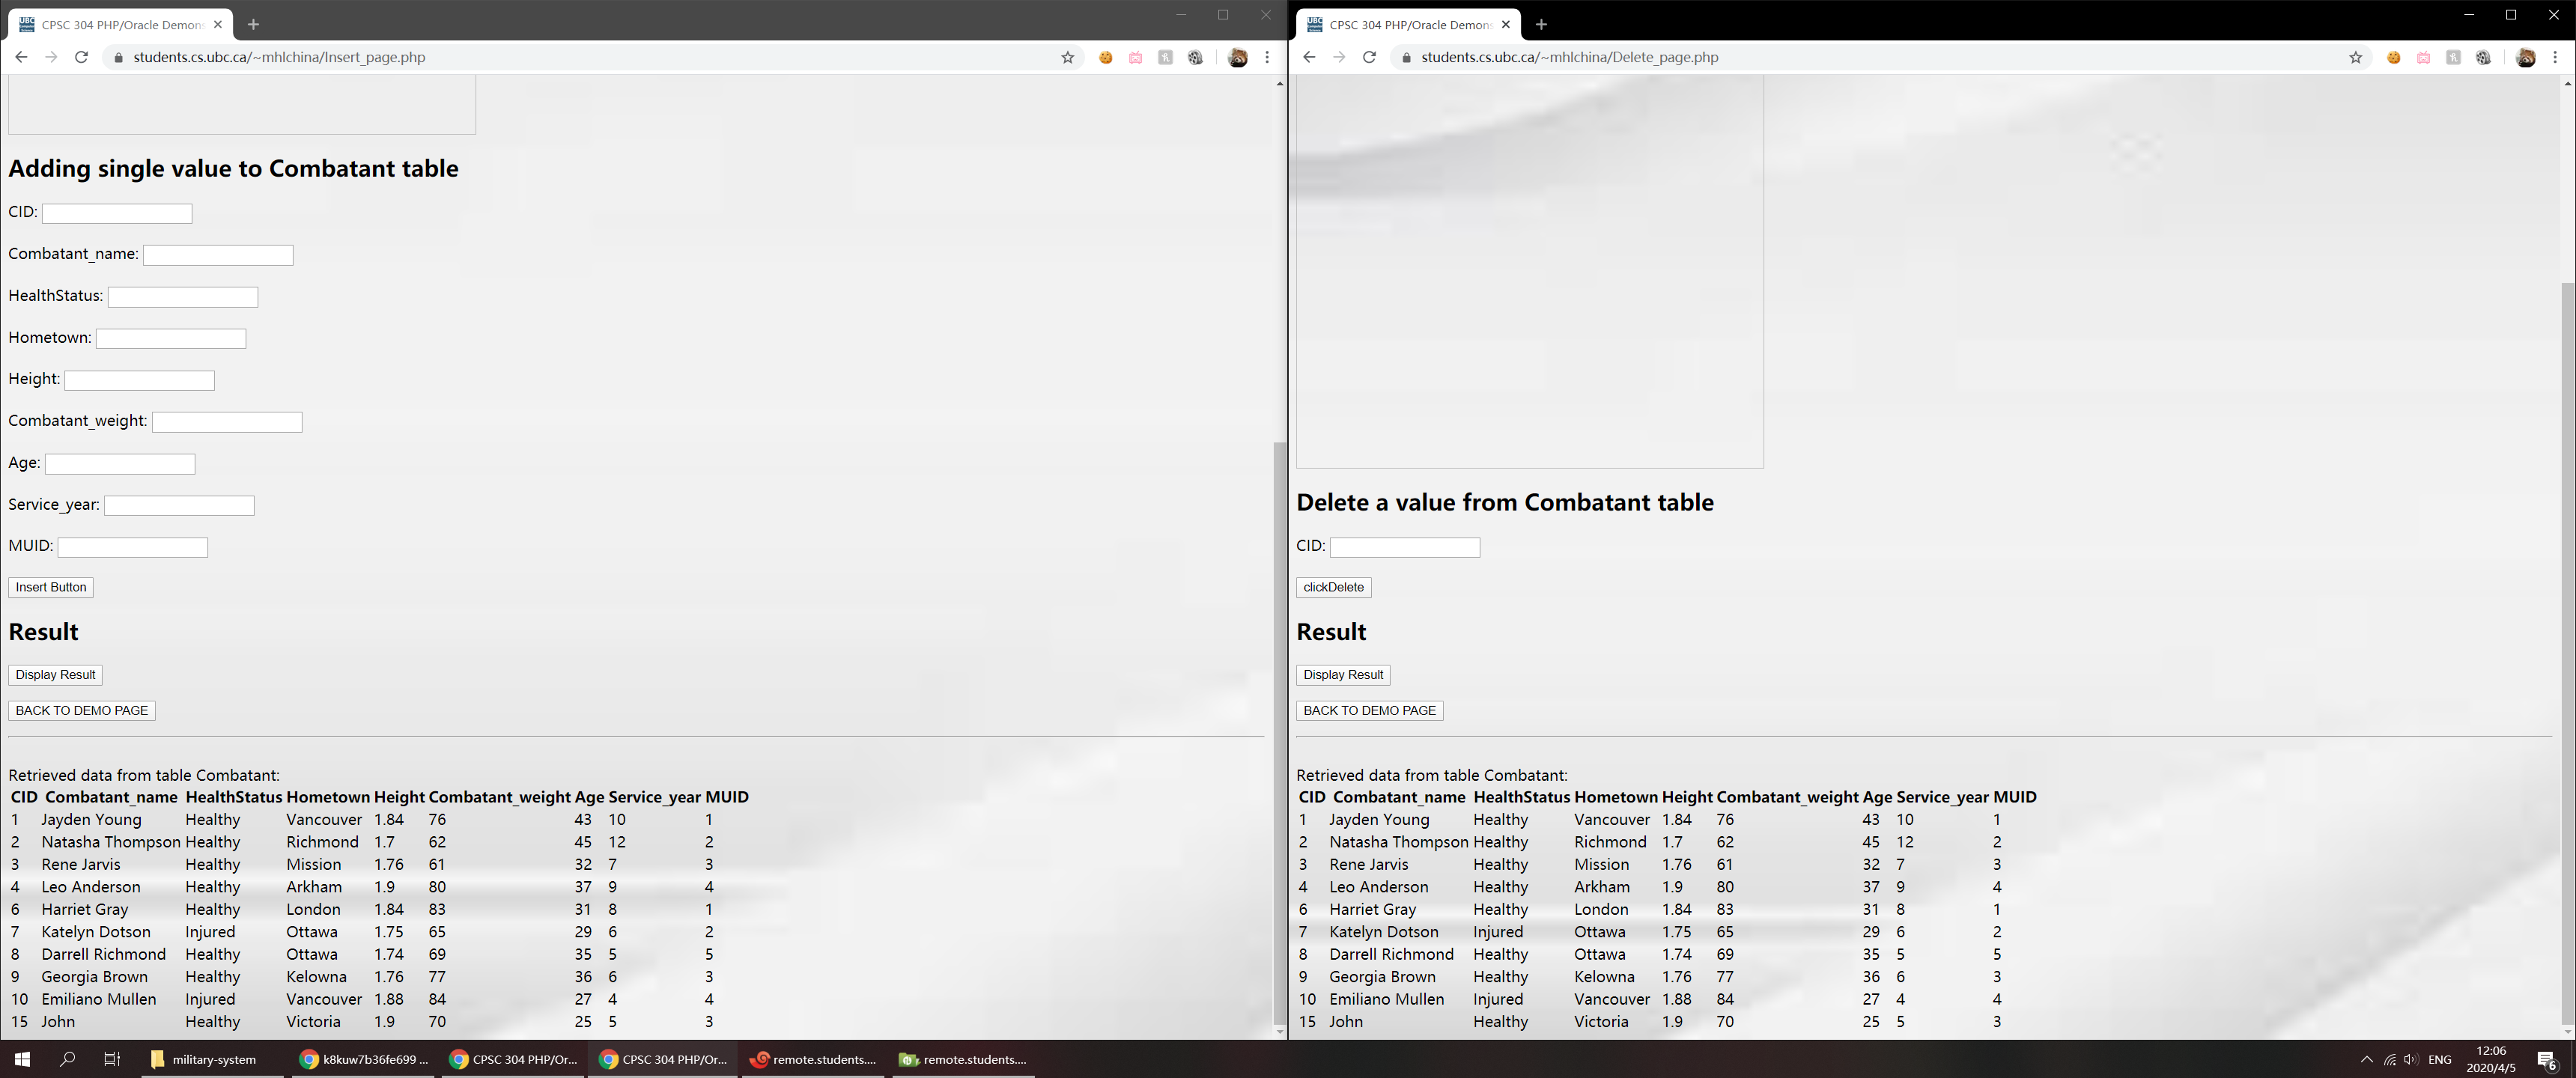 CPSC 304 PHP/Oracle Demons
students.cs.ubc.ca/~mhlchina/Insert_page.php
Adding single value to Combatant table
CID:
Combatant_name:
HealthStatus:
Hometown:
Height:
Combatant_weight:
Age:
Service_year:
MUID:
Insert Button
Result
Display Result
BACK TO DEMO PAGE
Retrieved data from table Combatant:
CID Combatant_name HealthStatus Hometown Height Combatant_weight Age Service_year MUID
1 Jayden Young Healthy Vancouver 1.84 76 43 10 1
2 Natasha Thompson Healthy Richmond 1.7 62 45 12 2
3 Rene Jarvis Healthy Mission 1.76 61 32 7 3
4 Leo Anderson Healthy Arkham 1.9 80 37 9 4
6 Harriet Gray Healthy London 1.84 83 31 8 1
7 Katelyn Dotson Injured Ottawa 1.75 65 29 6 2
8 Darrell Richmond Healthy Ottawa 1.74 69 35 5 5
9 Georgia Brown Healthy Kelowna 1.76 77 36 6 3
10 Emiliano Mullen Injured Vancouver 1.88 84 27 4 4
15 John Healthy Victoria 1.9 70 25 5 3
CPSC 304 PHP/Oracle Demons
students.cs.ubc.ca/~mhlchina/Delete_page.php
Delete a value from Combatant table
CID:
clickDelete
Result
Display Result
BACK TO DEMO PAGE
Retrieved data from table Combatant:
CID Combatant_name HealthStatus Hometown Height Combatant_weight Age Service_year MUID
1 Jayden Young Healthy Vancouver 1.84 76 43 10 1
2 Natasha Thompson Healthy Richmond 1.7 62 45 12 2
3 Rene Jarvis Healthy Mission 1.76 61 32 7 3
4 Leo Anderson Healthy Arkham 1.9 80 37 9 4
6 Harriet Gray Healthy London 1.84 83 31 8 1
7 Katelyn Dotson Injured Ottawa 1.75 65 29 6 2
8 Darrell Richmond Healthy Ottawa 1.74 69 35 5 5
9 Georgia Brown Healthy Kelowna 1.76 77 36 6 3
10 Emiliano Mullen Injured Vancouver 1.88 84 27 4 4
15 John Healthy Victoria 1.9 70 25 5 3
military-system
k8kuw7b36fe699 ...
CPSC 304 PHP/Or...
CPSC 304 PHP/Or...
remote.students....
remote.students....
ENG
12:06
2020/4/5
6